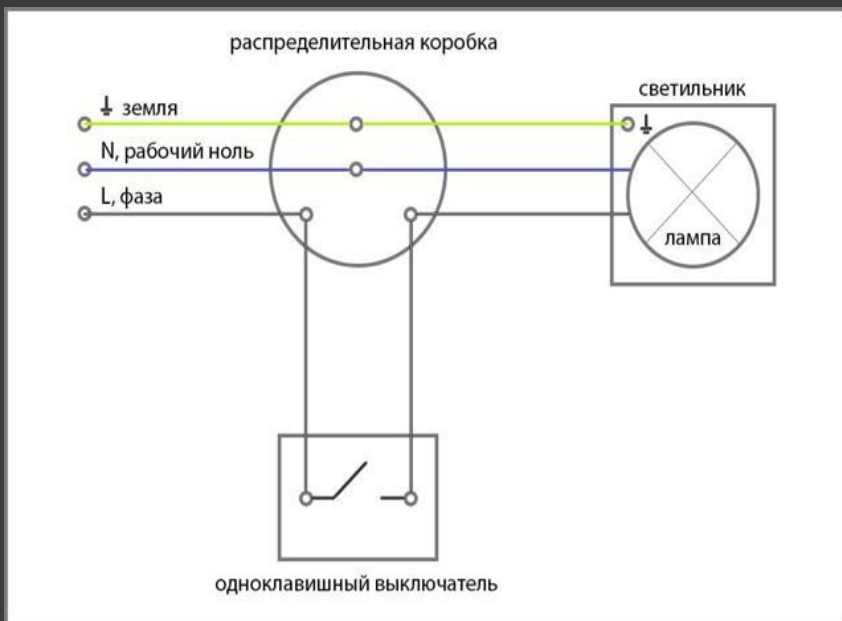 распределительная коробка
светильник
земля
N, рабочий ноль
L, фаза
лампа
одноклавишный выключатель